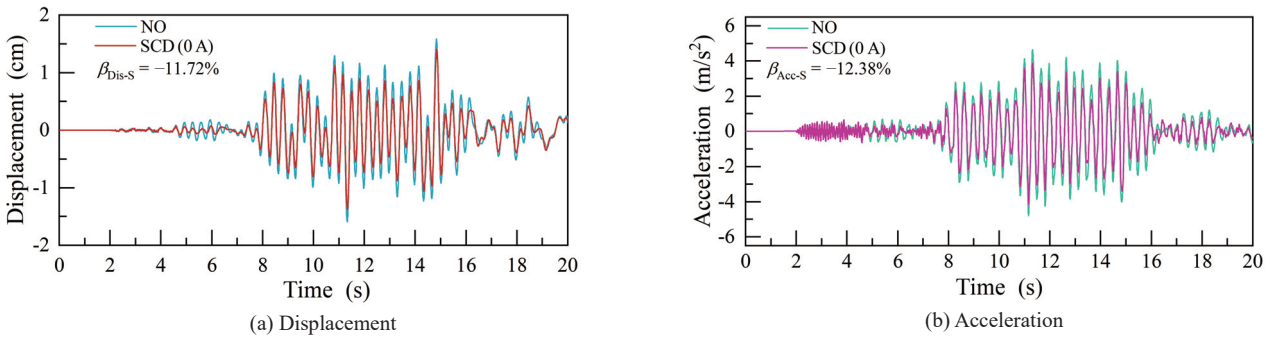 Displacement (cm)
2
1
0
-1
-2
NO
SCD (0 A)
βDis-S = −11.72%
0 2 4 6 8 10 12 14 16 18 20
Time (s)
(a) Displacement
Acceleration (m/s²)
6
4
2
0
-2
-4
-6
NO
SCD (0 A)
βAcc-S = −12.38%
0 2 4 6 8 10 12 14 16 18 20
Time (s)
(b) Acceleration